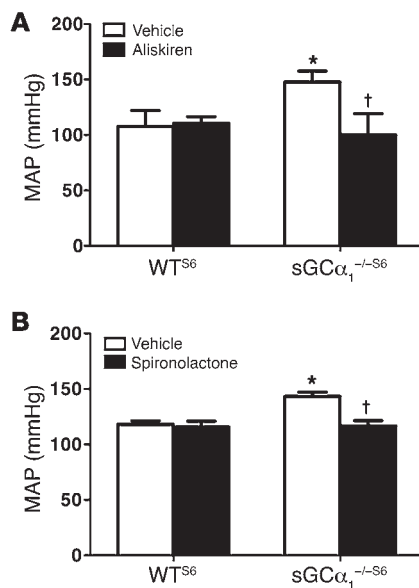 A
Vehicle
Aliskiren
MAP (mmHg)
200
150
100
50
0
*
†
WT^S6
sGCα₁^−/−S6
B
Vehicle
Spironolactone
MAP (mmHg)
200
150
100
50
0
*
†
WT^S6
sGCα₁^−/−S6